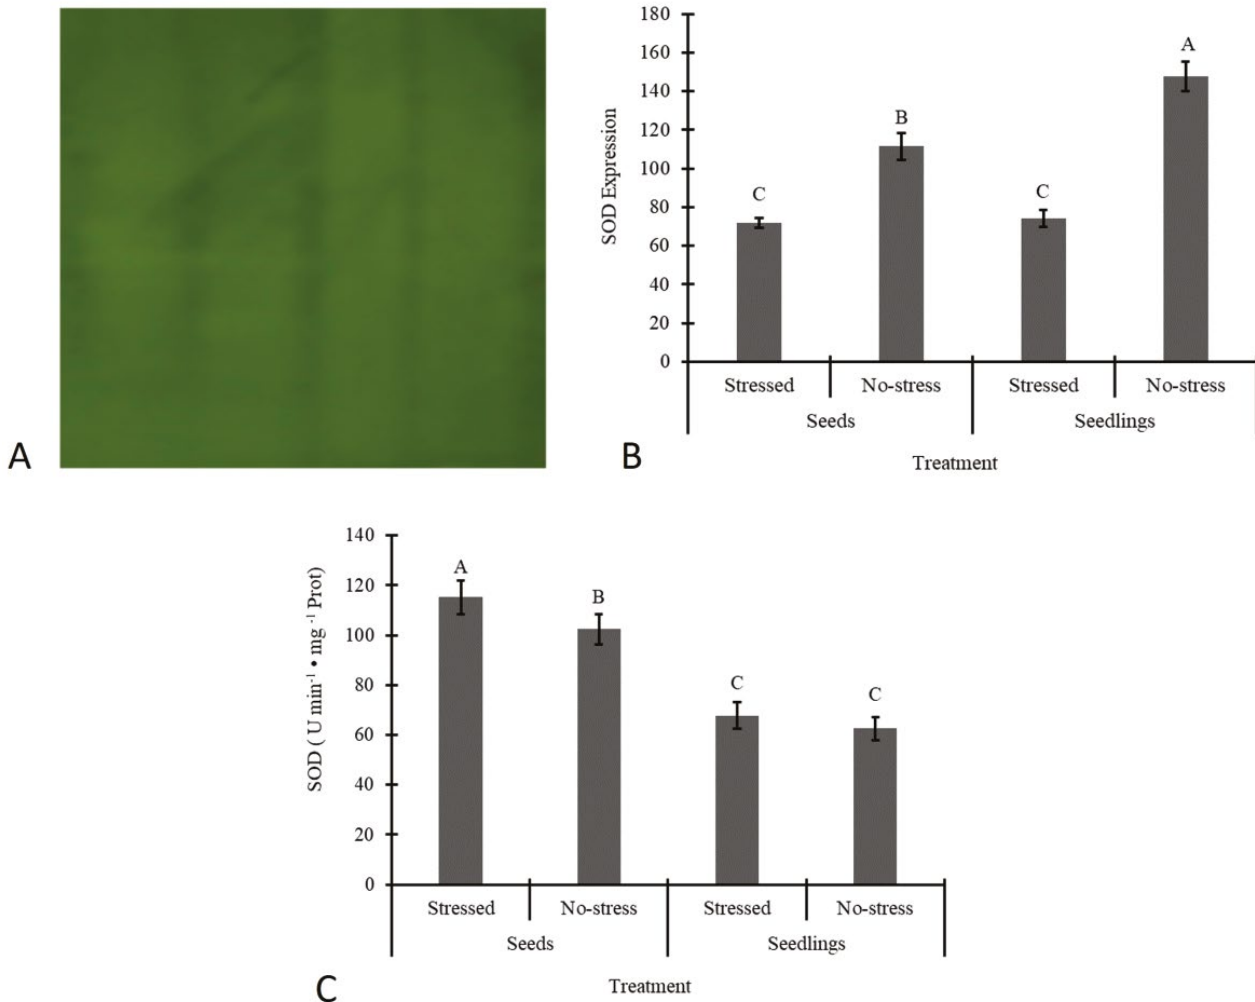 A
180
160
140
120
100
80
60
40
20
0
SOD Expression
C
B
C
A
Stressed No-stress Stressed No-stress
Seeds Seedlings
Treatment
B
140
120
100
80
60
40
20
0
SOD ( U min⁻¹ • mg ⁻¹ Prot)
A
B
C
C
Stressed No-stress Stressed No-stress
Seeds Seedlings
Treatment
C